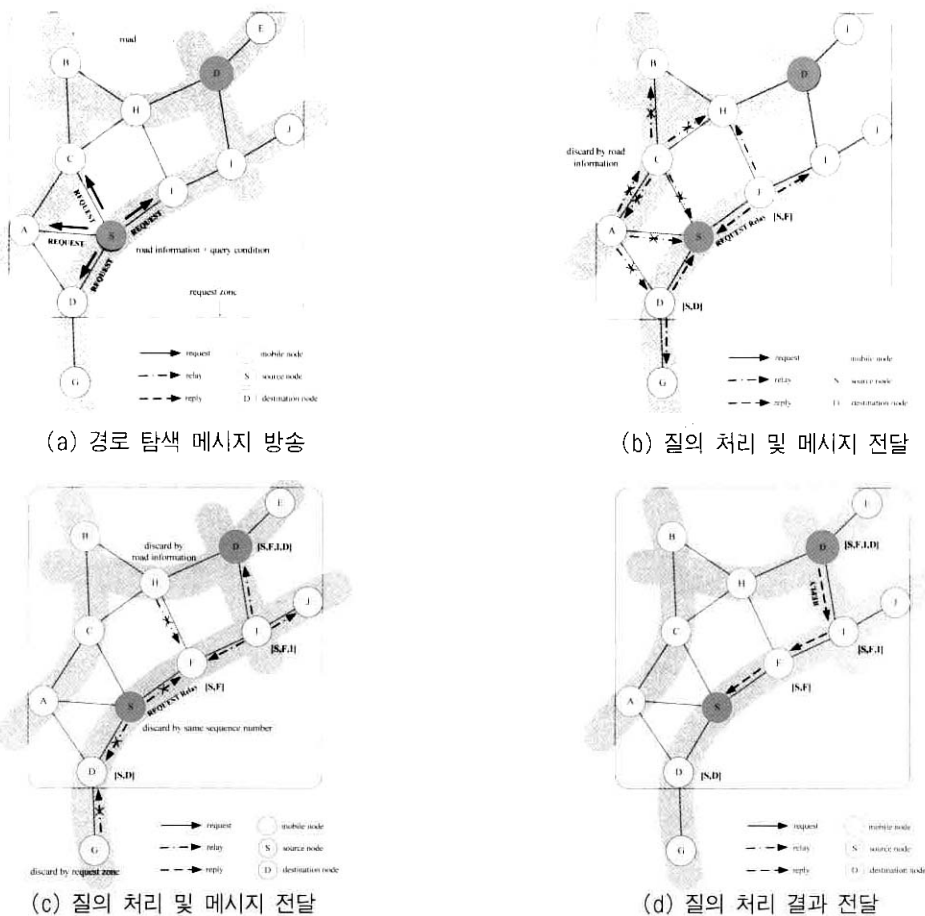 road
E
B
D
H
J
C
I
REQUEST
REQUEST
A
REQUEST
S
road information + query condition
REQUEST
D
request zone
G
request
mobile node
relay
S source node
reply
D destination node
(a) 경로 탐색 메시지 방송
B
D
H
discard by road
information
C
A
S
REQUEST Relay
[S,F]
D
[S,D]
G
request
mobile node
relay
S source node
reply
destination node
(b) 질의 처리 및 메시지 전달
E
B
discard by
road information
D
[S,F,I,D]
H
J
C
I
[S,F,I]
F
[S,F]
A
S
REQUEST Relay
discard by same sequence number
D
[S,D]
G
discard by request zone
request
mobile node
relay
S source node
reply
D destination node
(c) 질의 처리 및 메시지 전달
B
D
[S,F,I,D]
H
REPLY
C
I
[S,F,I]
[S,F]
A
S
D
[S,D]
G
request
mobile node
relay
S source node
reply
D destination node
(d) 질의 처리 결과 전달